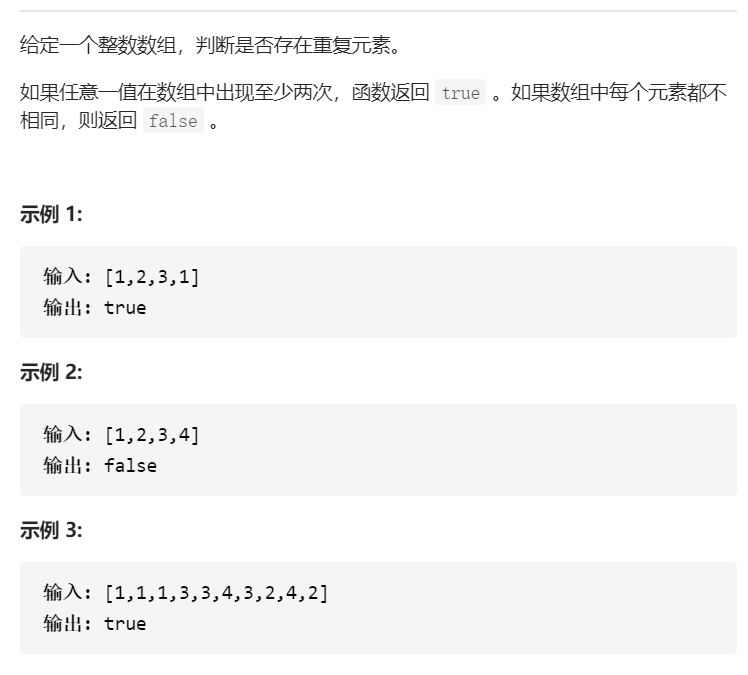 给定一个整数数组，判断是否存在重复元素。
如果任意一值在数组中出现至少两次，函数返回 true 。如果数组中每个元素都不
相同，则返回 false 。
示例 1:
输入: [1,2,3,1]
输出: true
示例 2:
输入: [1,2,3,4]
输出: false
示例 3:
输入: [1,1,1,3,3,4,3,2,4,2]
输出: true